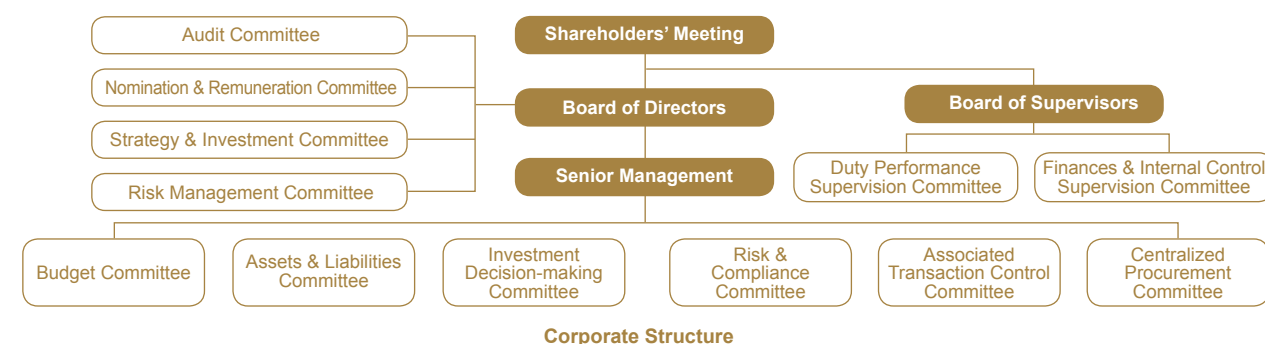 Audit Committee
Shareholders’ Meeting
Nomination & Remuneration Committee
Board of Directors
Board of Supervisors
Strategy & Investment Committee
Duty Performance
Supervision Committee
Finances & Internal Control
Supervision Committee
Senior Management
Risk Management Committee
Budget Committee
Assets & Liabilities
Committee
Investment
Decision-making
Committee
Risk &
Compliance
Committee
Associated
Transaction Control
Committee
Centralized
Procurement
Committee
Corporate Structure